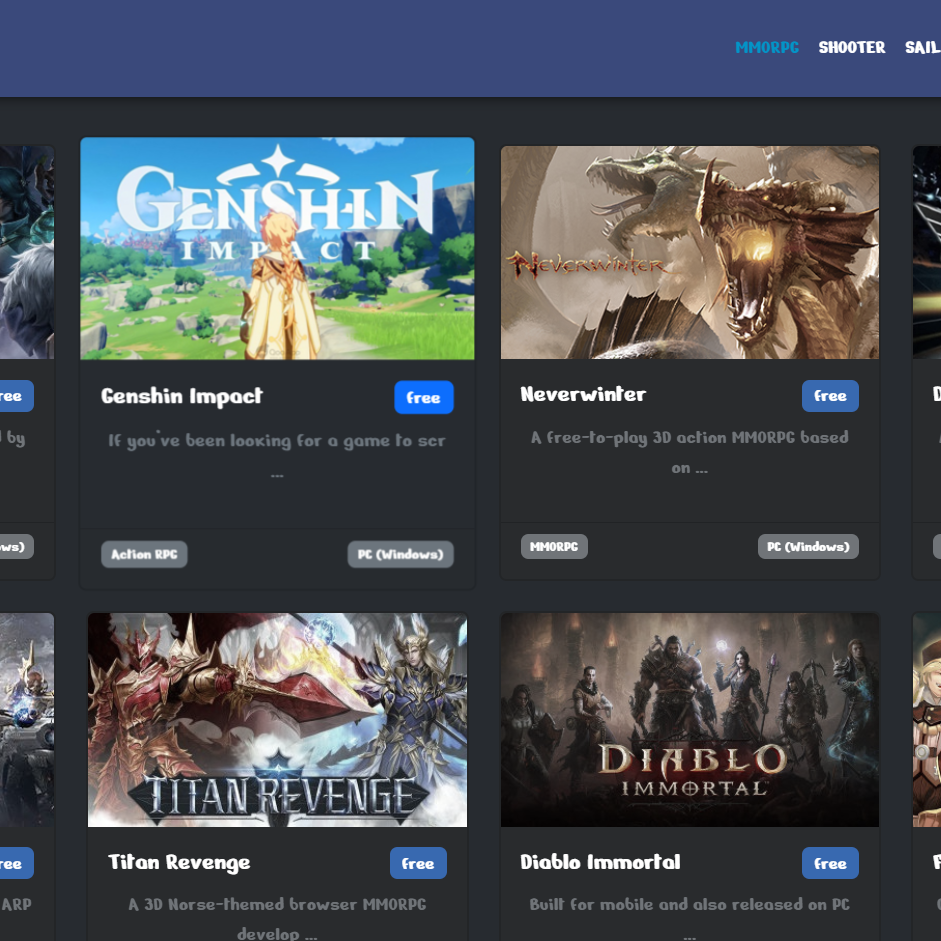 MMORPG SHOOTER SAIL
GENSHIN
IMPACT
NEVERWINTER
ree
Genshin Impact
free
Neverwinter
free
D
by
If you've been looking for a game to scr
...
A free-to-play 3D action MMORPG based
on ...
ows)
Action RPG
PC (Windows)
MMORPG
PC (Windows)
TITAN REVENGE
DIABLO
IMMORTAL
ree
Titan Revenge
free
Diablo Immortal
free
ARP
A 3D Norse-themed browser MMORPG
develop ...
Built for mobile and also released on PC
...